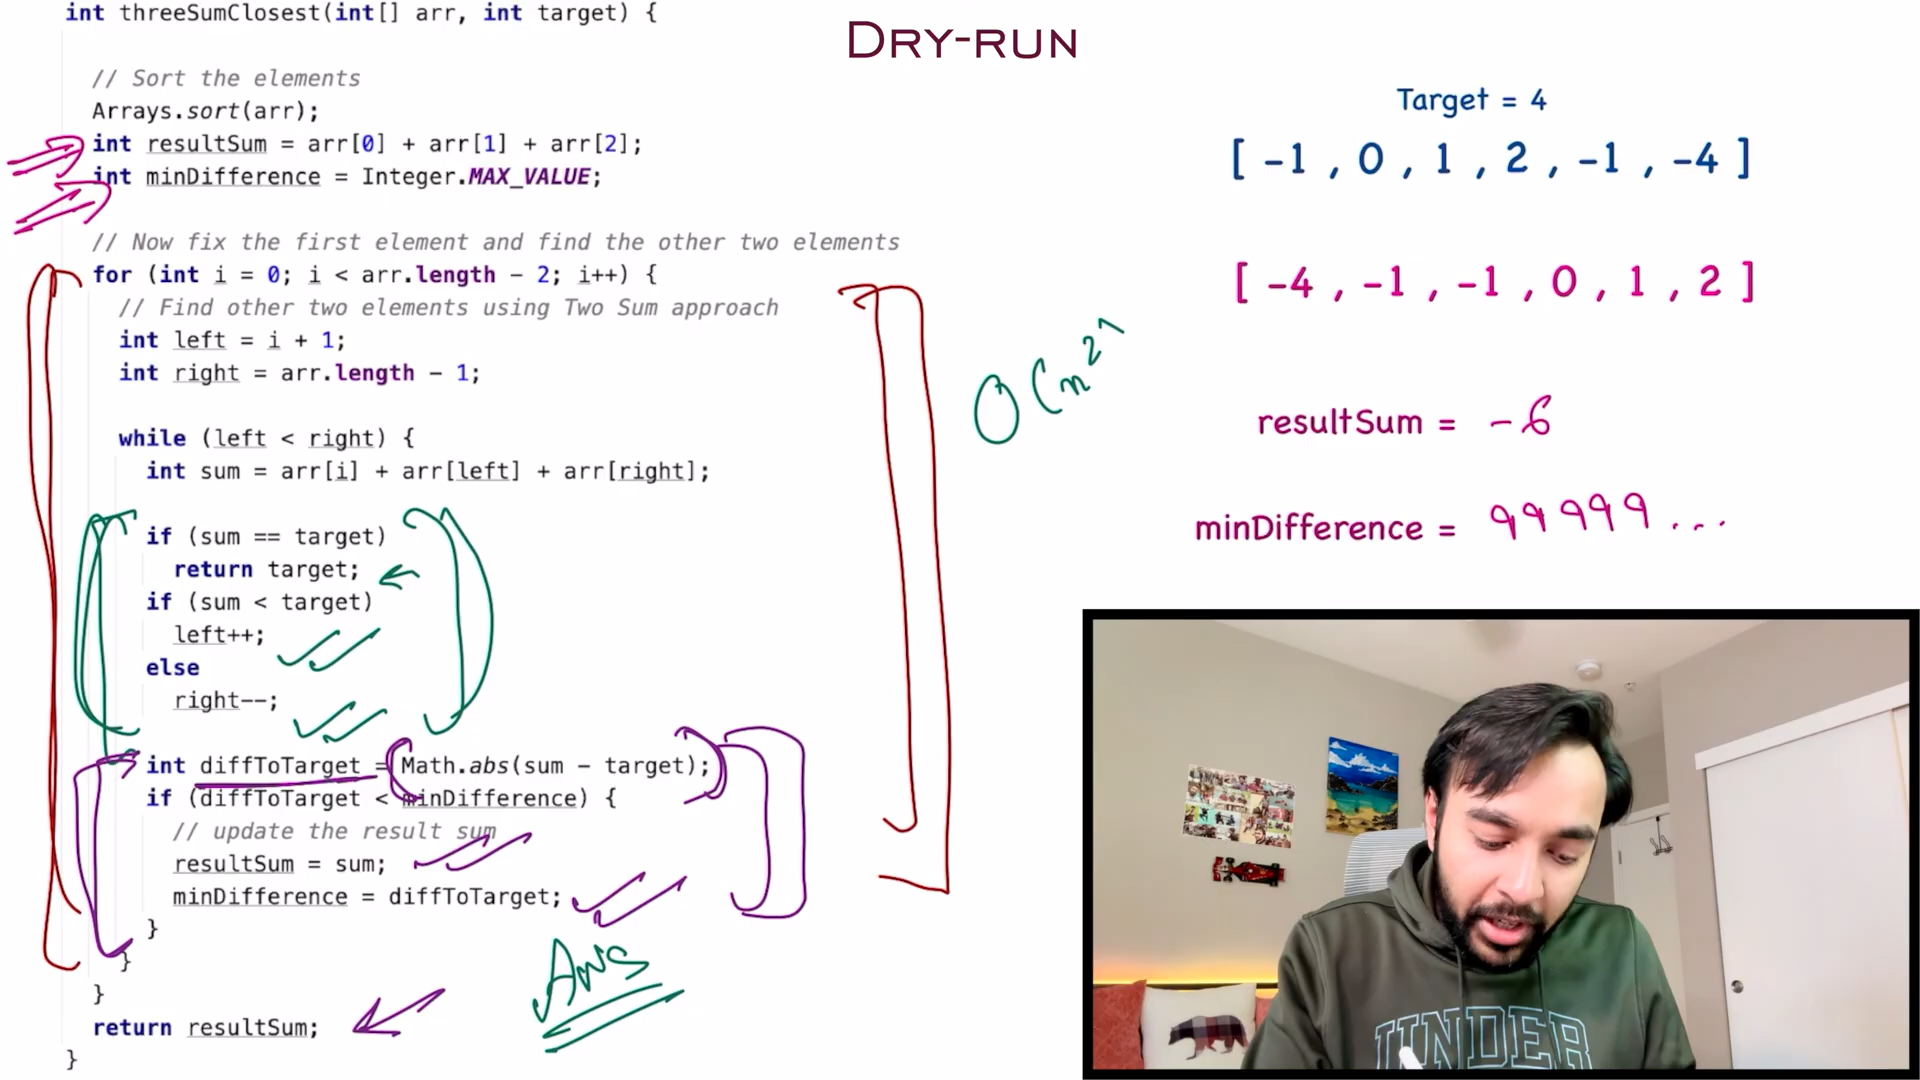 int threeSumClosest(int[] arr, int target) {
DRY-RUN
// Sort the elements
Arrays.sort(arr);
int resultSum = arr[0] + arr[1] + arr[2];
int minDifference = Integer.MAX_VALUE;
// Now fix the first element and find the other two elements
for (int i = 0; i < arr.length - 2; i++) {
// Find other two elements using Two Sum approach
int left = i + 1;
int right = arr.length - 1;
while (left < right) {
int sum = arr[i] + arr[left] + arr[right];
if (sum == target)
return target;
if (sum < target)
left++;
else
right--;
int diffToTarget = Math.abs(sum - target);
if (diffToTarget < minDifference) {
// update the result sum
resultSum = sum;
minDifference = diffToTarget;
}
}
}
return resultSum;
}
Ans
O(n²)
Target = 4
[ -1 , 0 , 1 , 2 , -1 , -4 ]
[ -4 , -1 , -1 , 0 , 1 , 2 ]
resultSum = -6
minDifference = 99999...
UNDER